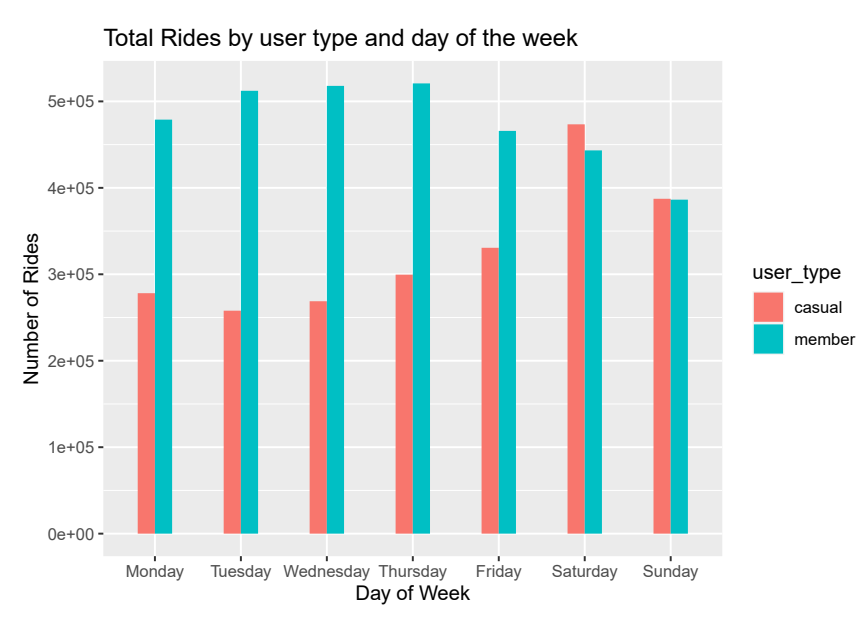 Total Rides by user type and day of the week
Number of Rides
5e+05
4e+05
3e+05
2e+05
1e+05
0e+00
Monday Tuesday Wednesday Thursday Friday Saturday Sunday
Day of Week
user_type
casual
member